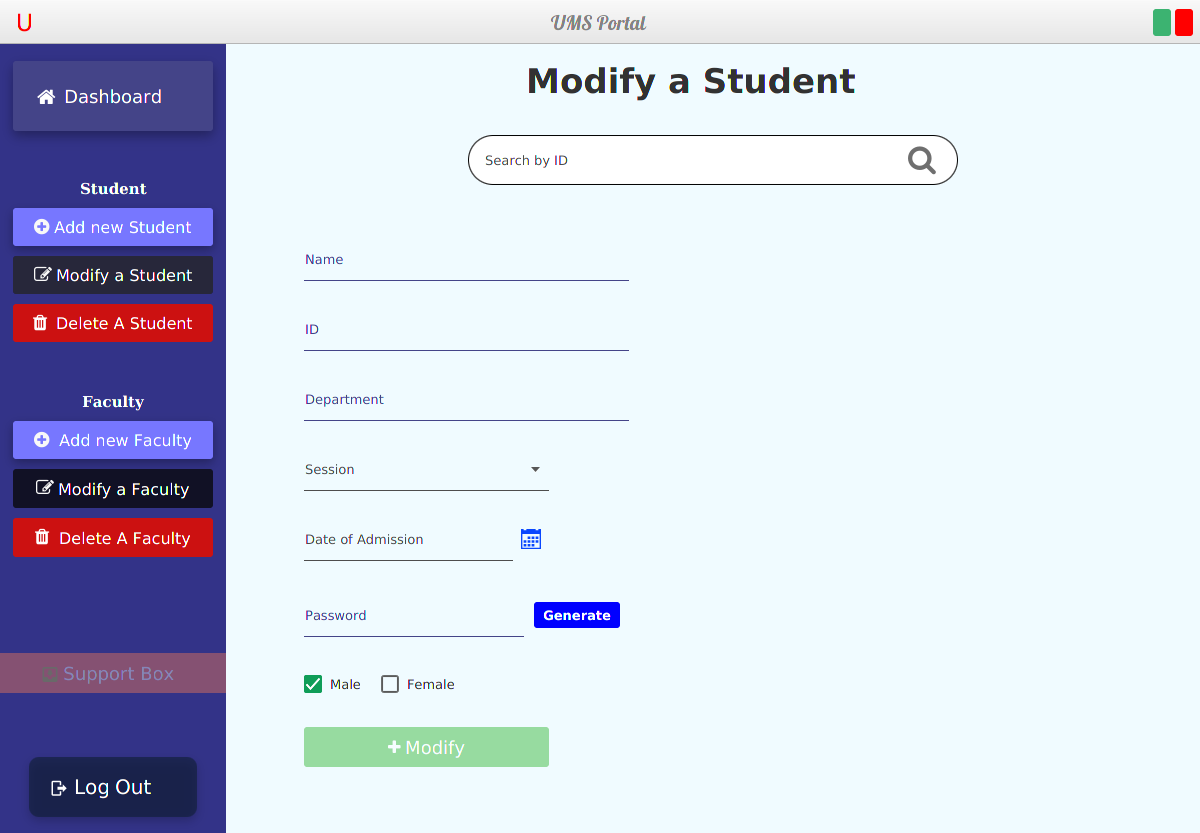 U
UMS Portal
Dashboard
Student
Add new Student
Modify a Student
Delete A Student
Faculty
Add new Faculty
Modify a Faculty
Delete A Faculty
Support Box
Log Out
Modify a Student
Search by ID
Name
ID
Department
Session
Date of Admission
Password
Generate
Male
Female
Modify